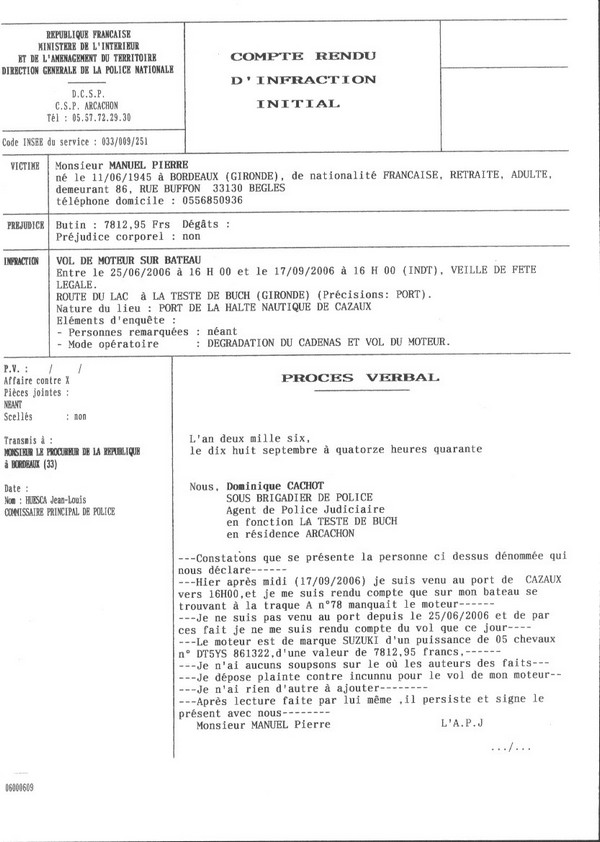 REPUBLIQUE FRANCAISE
MINISTERE DE L'INTERIEUR
ET DE L'AMENAGEMENT DU TERRITOIRE
DIRECTION GENERALE DE LA POLICE NATIONALE
D.C.S.P.
C.S.P. ARCACHON
Tél : 05.57.72.29.30
Code INSEE du service : 033/009/251
COMPTE RENDU
D'INFRACTION
INITIAL
VICTIME
Monsieur MANUEL PIERRE
né le 11/06/1945 à BORDEAUX (GIRONDE), de nationalité FRANCAISE, RETRAITE, ADULTE,
demeurant 86, RUE BUFFON 33130 BEGLES
téléphone domicile : 0556850936
PREJUDICE
Butin : 7812,95 Frs Dégâts :
Préjudice corporel : non
INFRACTION
VOL DE MOTEUR SUR BATEAU
Entre le 25/06/2006 à 16 H 00 et le 17/09/2006 à 16 H 00 (INDT), VEILLE DE FETE
LEGALE.
ROUTE DU LAC à LA TESTE DE BUCH (GIRONDE) (Précisions: PORT).
Nature du lieu : PORT DE LA HALTE NAUTIQUE DE CAZAUX
Eléments d'enquête :
- Personnes remarquées : néant
- Mode opératoire : DEGRADATION DU CADENAS ET VOL DU MOTEUR.
P.V. : / /
Affaire contre X
Pièces jointes :
NEANT
Scellés : non
Transmis à :
MONSIEUR LE PROCUREUR DE LA REPUBLIQUE
à BORDEAUX (33)
Date :
Nom : HUESCA Jean-Louis
COMMISSAIRE PRINCIPAL DE POLICE
PROCES VERBAL
L'an deux mille six,
le dix huit septembre à quatorze heures quarante
Nous, Dominique CACHOT
SOUS BRIGADIER DE POLICE
Agent de Police Judiciaire
en fonction LA TESTE DE BUCH
en résidence ARCACHON
---Constatons que se présente la personne ci dessus dénommée qui
nous déclare------
---Hier après midi (17/09/2006) je suis venu au port de CAZAUX
vers 16H00,et je me suis rendu compte que sur mon bateau se
trouvant à la traque A n°78 manquait le moteur------
---Je ne suis pas venu au port depuis le 25/06/2006 et de par
ces fait je ne me suis rendu compte du vol que ce jour----
---Le moteur est de marque SUZUKI d'un puissance de 05 chevaux
n° DT5YS 861322,d'une valeur de 7812,95 francs,------
---Je n'ai aucuns soupsons sur le où les auteurs des faits---
---Je dépose plainte contre incunnu pour le vol de mon moteur--
---Je n'ai rien d'autre à ajouter--------
---Après lecture faite par lui même ,il persiste et signe le
présent avec nous--------
Monsieur MANUEL Pierre L'A.P.J
.../...
06000609